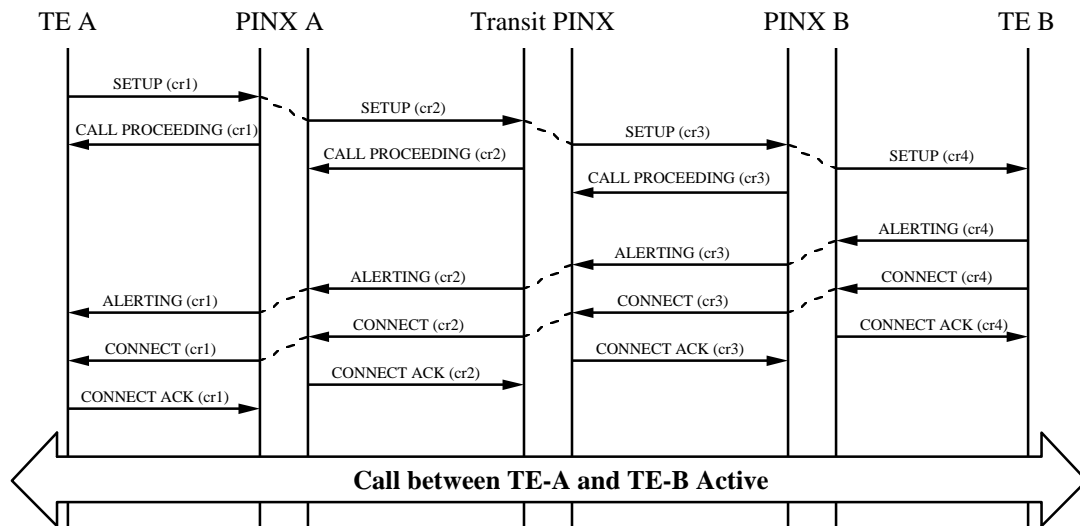 TE A PINX A Transit PINX PINX B TE B
SETUP (cr1)
SETUP (cr2)
CALL PROCEEDING (cr1)
SETUP (cr3)
CALL PROCEEDING (cr2)
SETUP (cr4)
CALL PROCEEDING (cr3)
ALERTING (cr4)
ALERTING (cr3)
ALERTING (cr2)
CONNECT (cr4)
ALERTING (cr1)
CONNECT (cr3)
CONNECT (cr2)
CONNECT ACK (cr4)
CONNECT (cr1)
CONNECT ACK (cr3)
CONNECT ACK (cr2)
CONNECT ACK (cr1)
Call between TE-A and TE-B Active